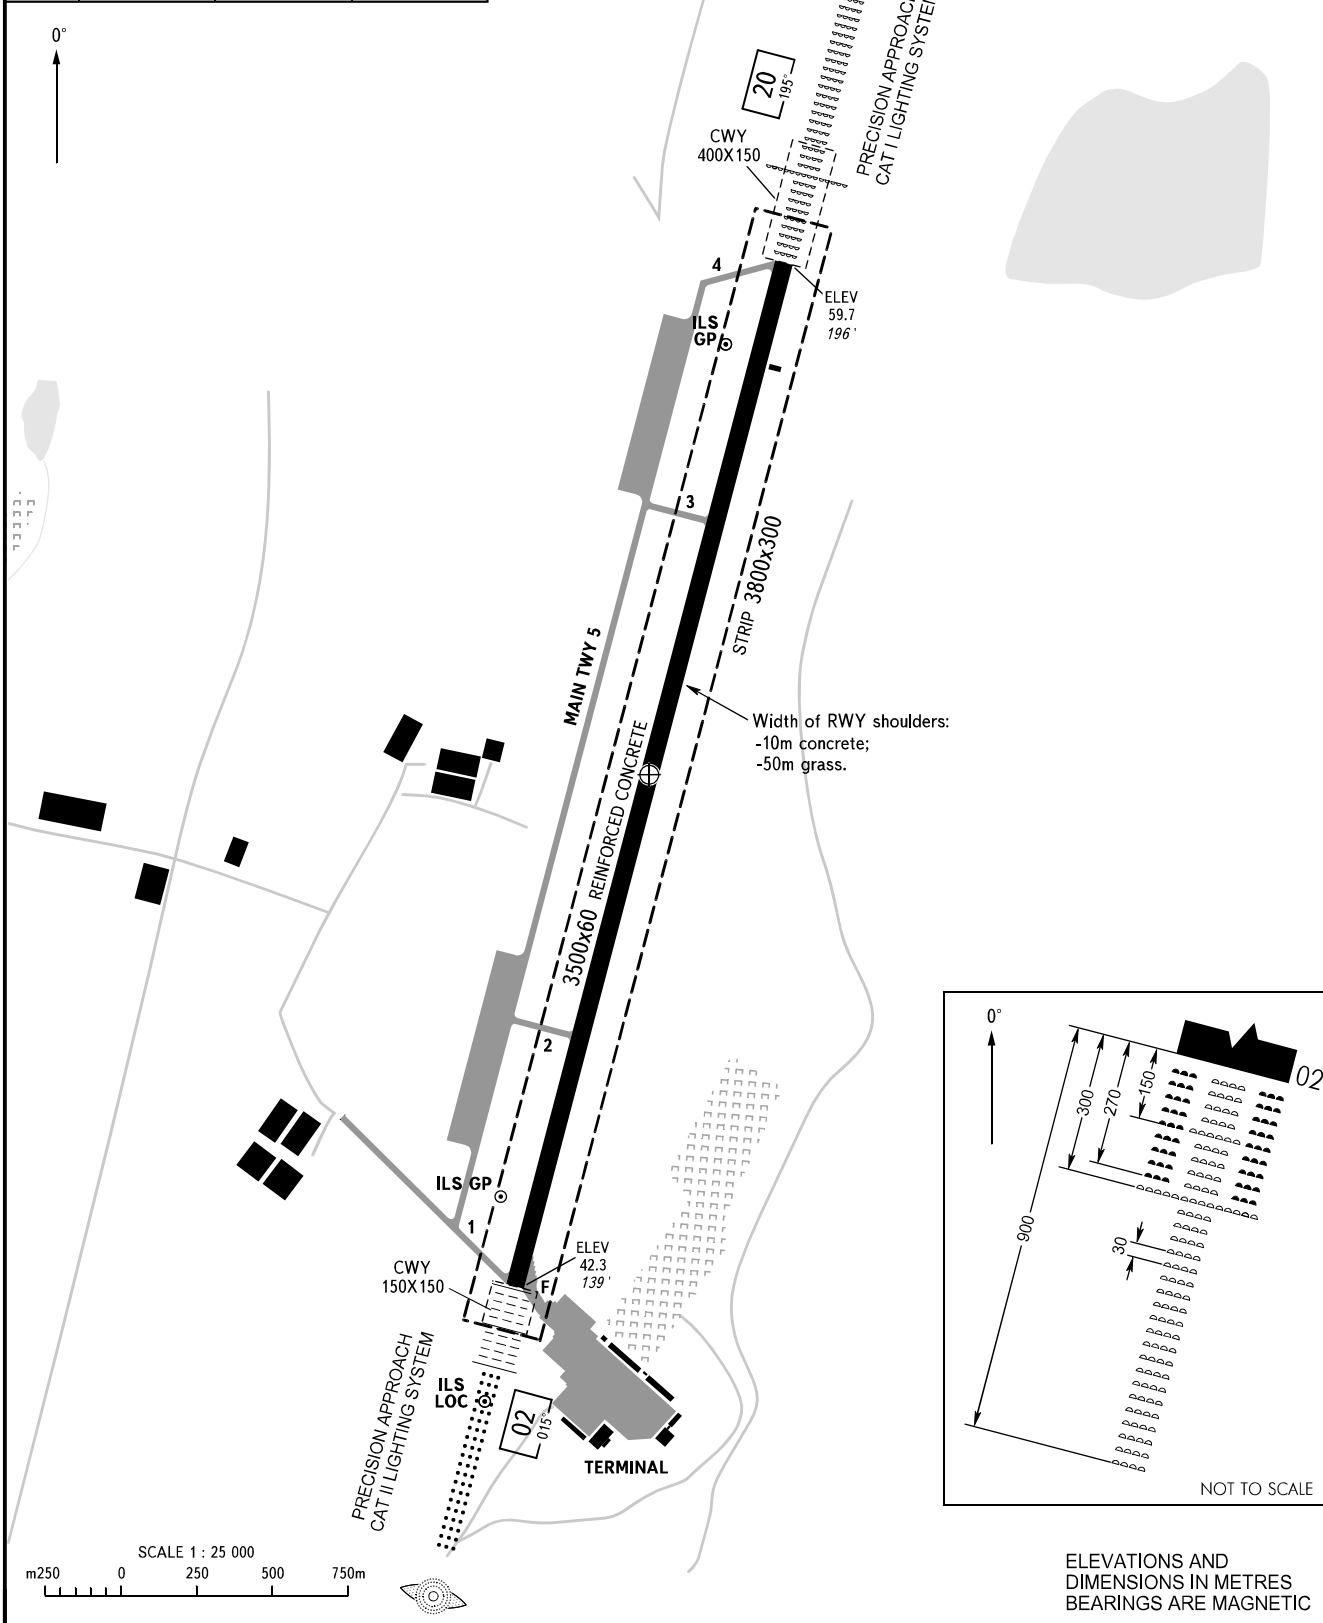 0°
20
195°
PRECISION APPROACH
CAT I LIGHTING SYSTEM
CWY
400X150
4
ELEV
59.7
196'
ILS
GP
3
STRIP 3800x300
MAIN TWY 5
Width of RWY shoulders:
-10m concrete;
-50m grass.
3500x60 REINFORCED CONCRETE
2
ILS GP
1
ELEV
42.3
139'
F
CWY
150X150
PRECISION APPROACH
CAT II LIGHTING SYSTEM
ILS
LOC
02
015°
TERMINAL
SCALE 1 : 25 000
m250 0 250 500 750m
0°
02
150
270
300
900
30
NOT TO SCALE
ELEVATIONS AND
DIMENSIONS IN METRES
BEARINGS ARE MAGNETIC